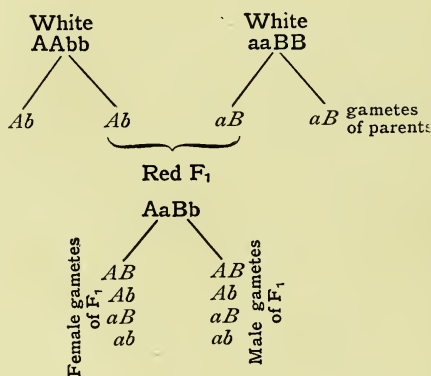 White White
AAbb aaBB
Ab Ab aB aB gametes
of parents
Red F₁
AaBb
Female gametes
of F₁
AB AB
Ab Ab
aB aB
ab ab
Male gametes
of F₁